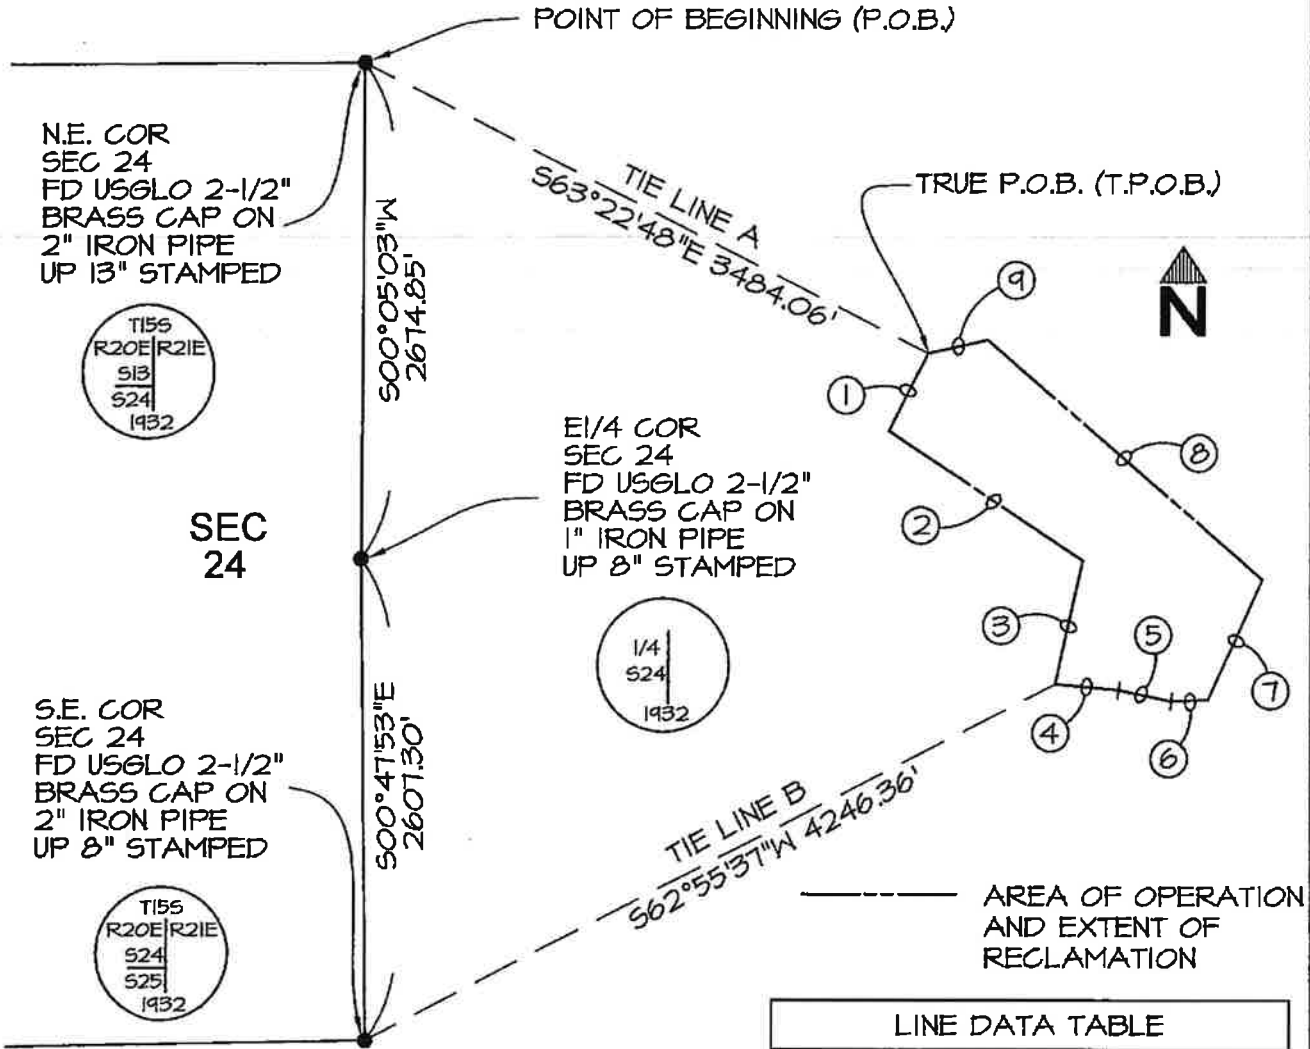 POINT OF BEGINNING (P.O.B.)
N.E. COR
SEC 24
FD USGLO 2-1/2"
BRASS CAP ON
2" IRON PIPE
UP 13" STAMPED
T15S
R20E R21E
S13
S24
1932
S00°05'03"W
2674.85'
TIE LINE A
S63°22'48"E 3484.06'
TRUE P.O.B. (T.P.O.B.)
N
9
1
8
2
3
5
4
7
6
E1/4 COR
SEC 24
FD USGLO 2-1/2"
BRASS CAP ON
1" IRON PIPE
UP 8" STAMPED
1/4
S24
1932
SEC
24
S.E. COR
SEC 24
FD USGLO 2-1/2"
BRASS CAP ON
2" IRON PIPE
UP 8" STAMPED
T15S
R20E R21E
S24
S25
1932
S00°47'53"E
2607.30'
TIE LINE B
S62°55'37"W 4246.36'
AREA OF OPERATION
AND EXTENT OF
RECLAMATION
LINE DATA TABLE